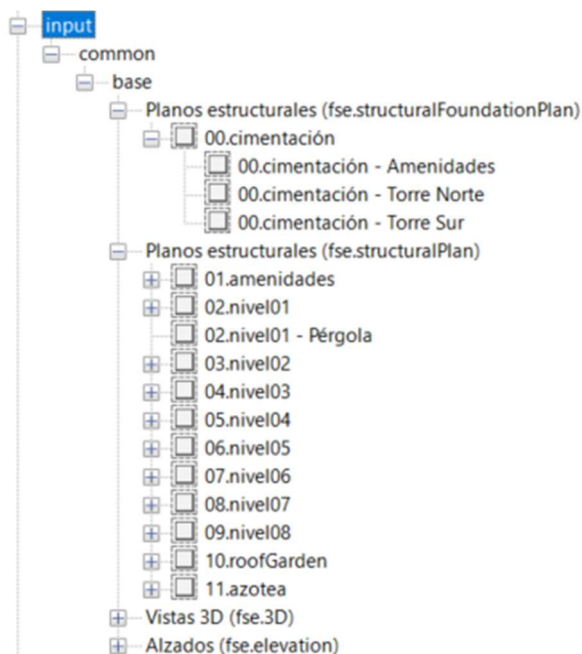 input
common
base
Planos estructurales (fse.structuralFoundationPlan)
00.cimentación
00.cimentación - Amenidades
00.cimentación - Torre Norte
00.cimentación - Torre Sur
Planos estructurales (fse.structuralPlan)
01.amenidades
02.nivel01
02.nivel01 - Pérgola
03.nivel02
04.nivel03
05.nivel04
06.nivel05
07.nivel06
08.nivel07
09.nivel08
10.roofGarden
11.azotea
Vistas 3D (fse.3D)
Alzados (fse.elevation)